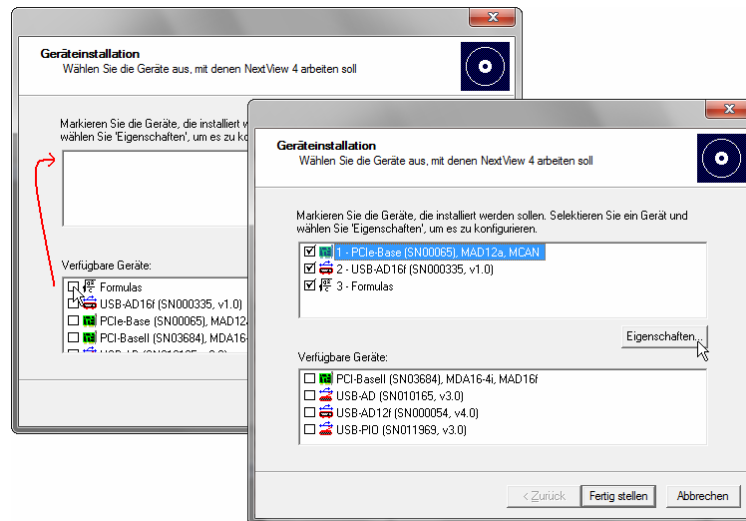 Geräteinstallation
Wählen Sie die Geräte aus, mit denen NextView 4 arbeiten soll
Markieren Sie die Geräte, die installiert
wählen Sie 'Eigenschaften', um es zu
Verfügbare Geräte:
Formulas
USB-AD16f (SN000335, v1.0)
PCIe-Base (SN00065), MAD12
PCI-BaseII (SN03684), MDA16-
Geräteinstallation
Wählen Sie die Geräte aus, mit denen NextView 4 arbeiten soll
Markieren Sie die Geräte, die installiert werden sollen. Selektieren Sie ein Gerät und
wählen Sie 'Eigenschaften', um es zu konfigurieren.
1 - PCIe-Base (SN00065), MAD12a, MCAN
2 - USB-AD16f (SN000335, v1.0)
3 - Formulas
Eigenschaften...
Verfügbare Geräte:
PCI-BaseII (SN03684), MDA16-4i, MAD16f
USB-AD (SN010165, v3.0)
USB-AD12f (SN000054, v4.0)
USB-PIO (SN011969, v3.0)
< Zurück Fertig stellen Abbrechen